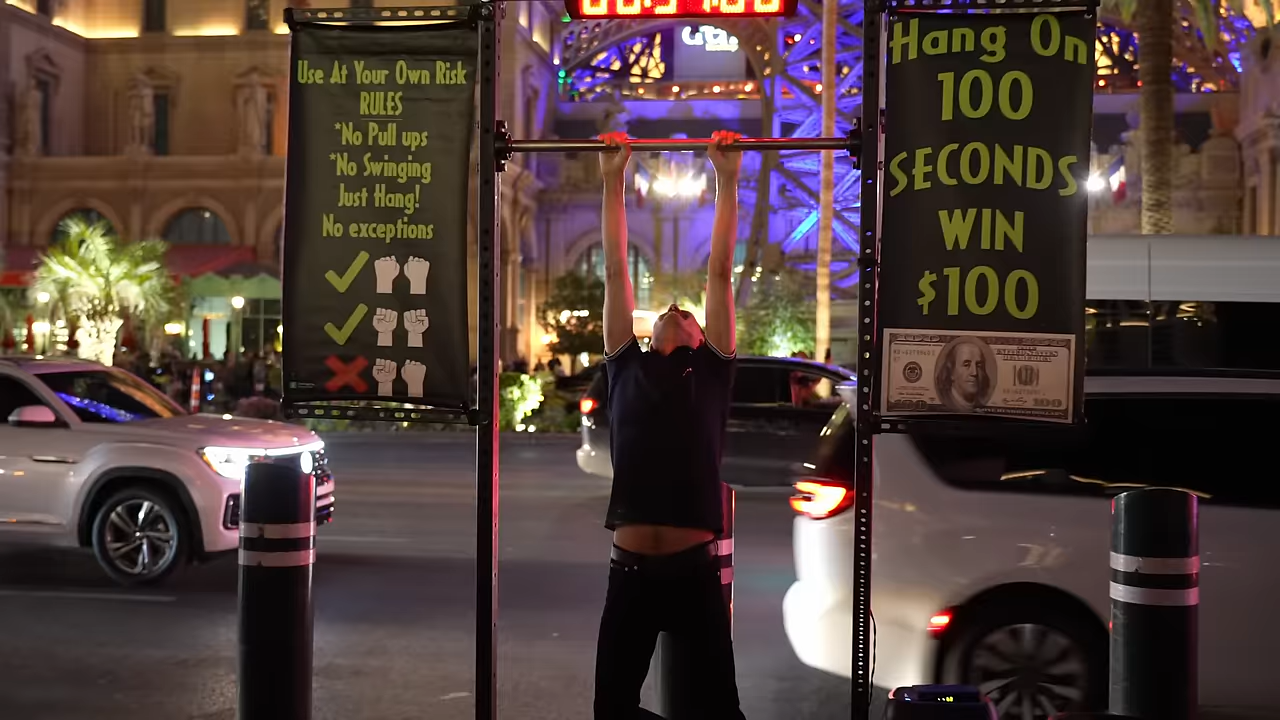 Use At Your Own Risk
RULES
*No Pull ups
*No Swinging
Just Hang!
No exceptions
Hang On
100
SECONDS
WIN
$100
100